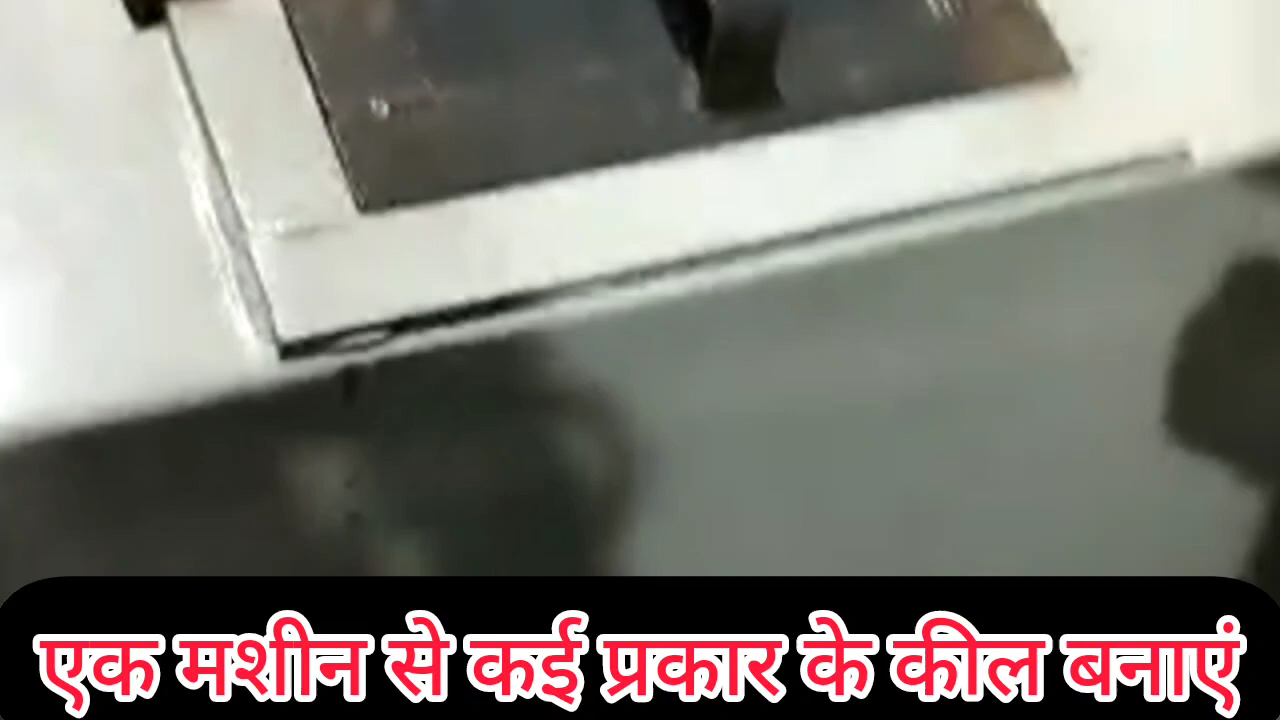 एक मशीन से कई प्रकार के कील बनाएं